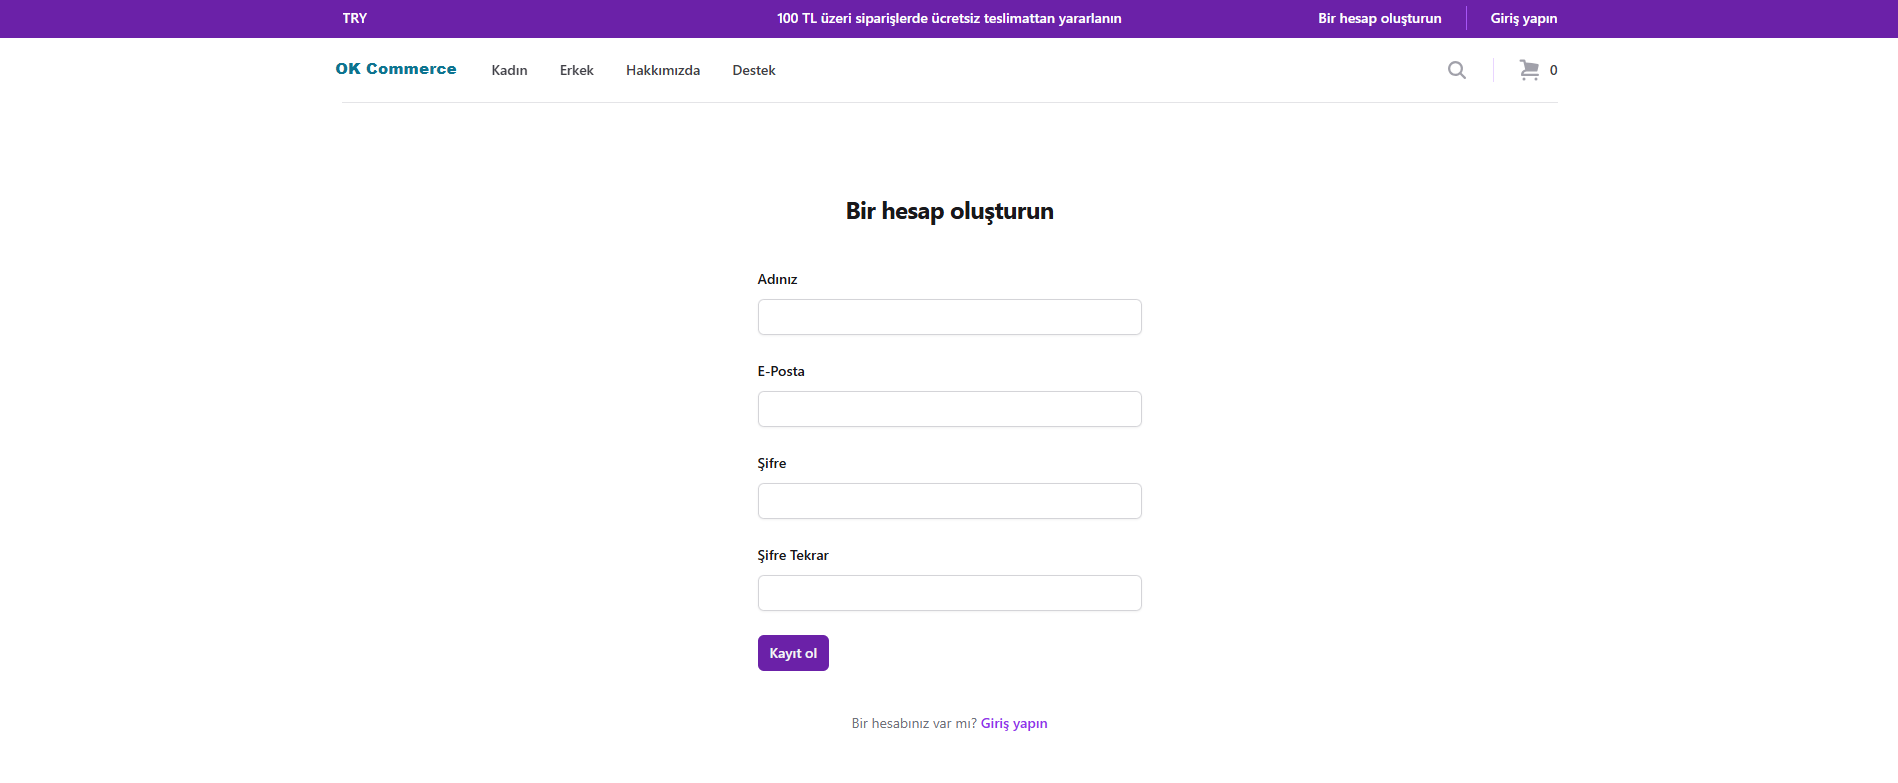 TRY
100 TL üzeri siparişlerde ücretsiz teslimattan yararlanın
Bir hesap oluşturun
Giriş yapın
OK Commerce
Kadın
Erkek
Hakkımızda
Destek
0
Bir hesap oluşturun
Adınız
E-Posta
Şifre
Şifre Tekrar
Kayıt ol
Bir hesabınız var mı? Giriş yapın